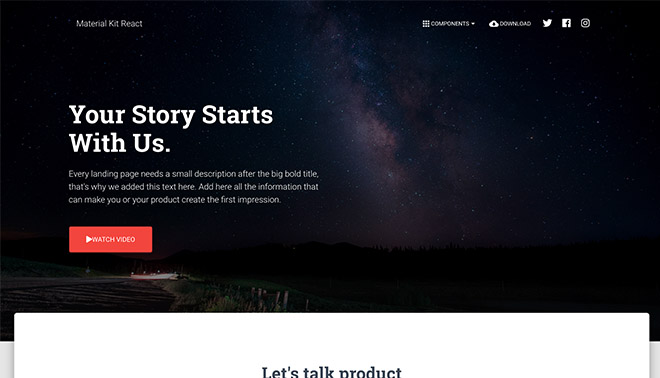 Material Kit React
COMPONENTS
DOWNLOAD
Your Story Starts
With Us.
Every landing page needs a small description after the big bold title,
that's why we added this text here. Add here all the information that
can make you or your product create the first impression.
WATCH VIDEO
Let's talk product